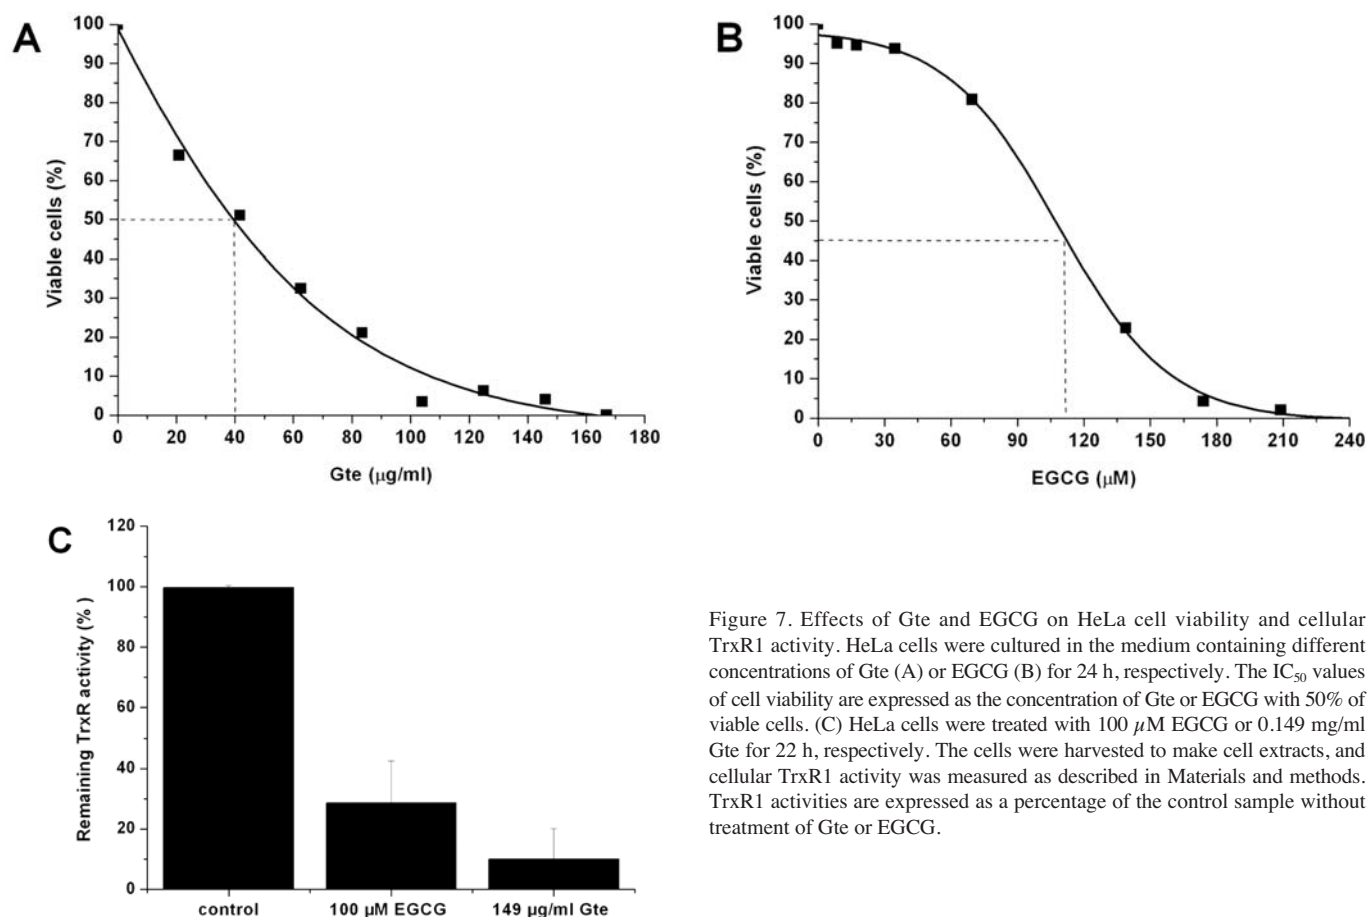 A
100
90
80
70
60
50
40
30
20
10
0
Viable cells (%)
0 20 40 60 80 100 120 140 160 180
Gte (µg/ml)
B
100
90
80
70
60
50
40
30
20
10
0
Viable cells (%)
0 30 60 90 120 150 180 210 240
EGCG (µM)
C
120
100
80
60
40
20
0
Remaining TrxR activity (% )
control 100 µM EGCG 149 µg/ml Gte
Figure 7. Effects of Gte and EGCG on HeLa cell viability and cellular
TrxR1 activity. HeLa cells were cultured in the medium containing different
concentrations of Gte (A) or EGCG (B) for 24 h, respectively. The IC₅₀ values
of cell viability are expressed as the concentration of Gte or EGCG with 50% of
viable cells. (C) HeLa cells were treated with 100 µM EGCG or 0.149 mg/ml
Gte for 22 h, respectively. The cells were harvested to make cell extracts, and
cellular TrxR1 activity was measured as described in Materials and methods.
TrxR1 activities are expressed as a percentage of the control sample without
treatment of Gte or EGCG.